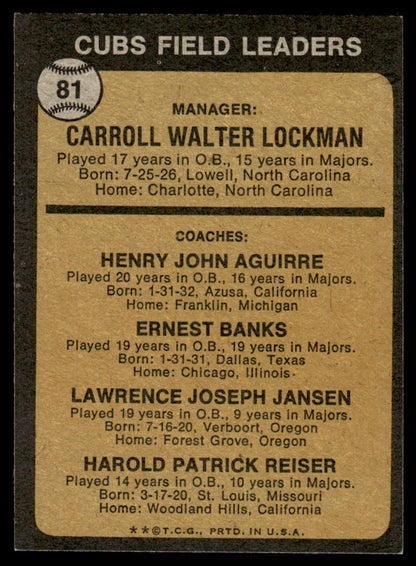 CUBS FIELD LEADERS
81
MANAGER:
CARROLL WALTER LOCKMAN
Played 17 years in O.B., 15 years in Majors.
Born: 7-25-26, Lowell, North Carolina
Home: Charlotte, North Carolina
COACHES:
HENRY JOHN AGUIRRE
Played 20 years in O.B., 16 years in Majors.
Born: 1-31-32, Azusa, California
Home: Franklin, Michigan
ERNEST BANKS
Played 19 years in O.B., 19 years in Majors.
Born: 1-31-31, Dallas, Texas
Home: Chicago, Illinois
LAWRENCE JOSEPH JANSEN
Played 19 years in O.B., 9 years in Majors.
Born: 7-16-20, Verboort, Oregon
Home: Forest Grove, Oregon
HAROLD PATRICK REISER
Played 14 years in O.B., 10 years in Majors.
Born: 3-17-20, St. Louis, Missouri
Home: Woodland Hills, California
**©T.C.G., PRTD. IN U.S.A.